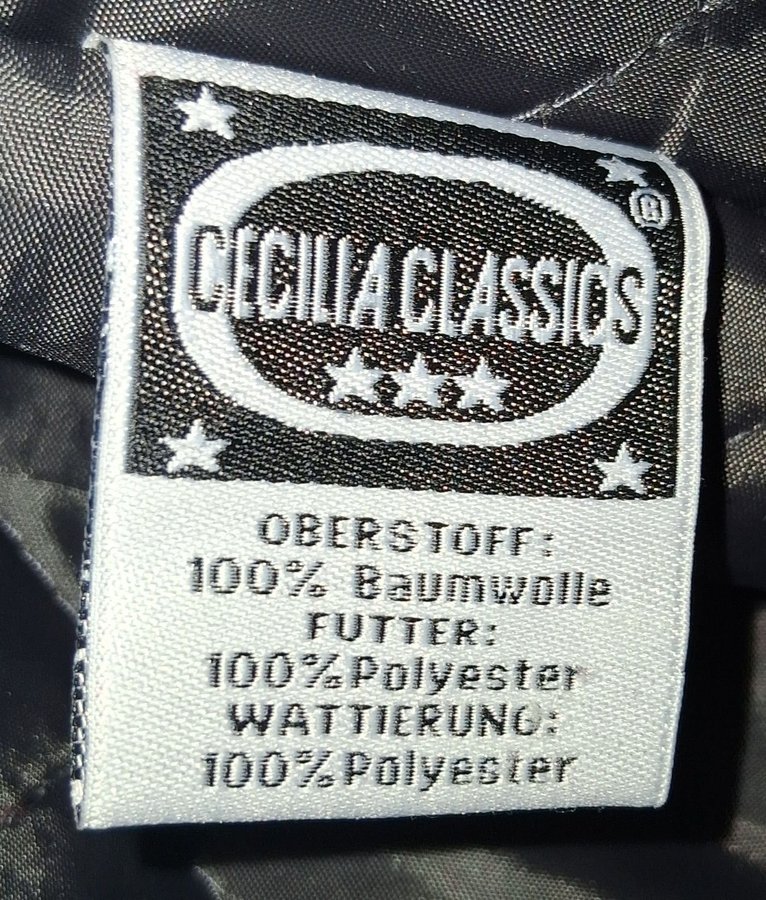 CECILIA CLASSICS ®
OBERSTOFF:
100% Baumwolle
FUTTER:
100% Polyester
WATTIERUNG:
100% Polyester